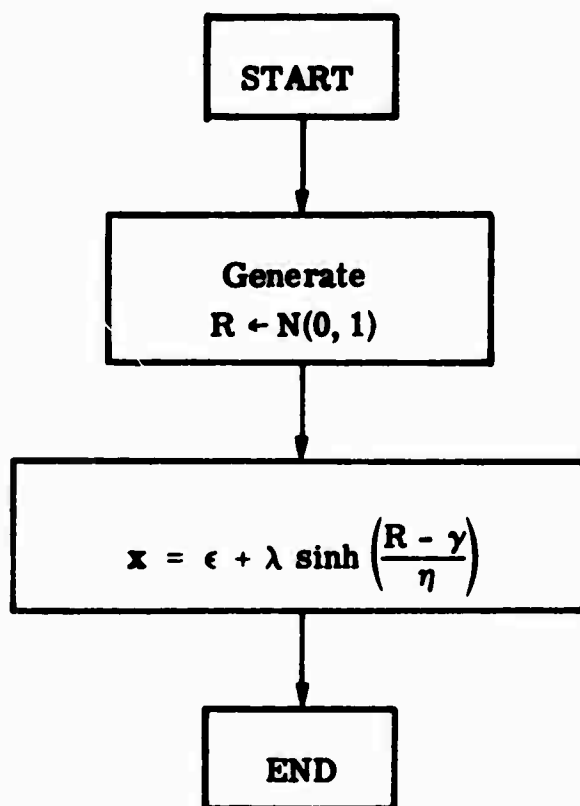 START
Generate
R ← N(0, 1)
x = ϵ + λ sinh ( (R - γ) / η )
END